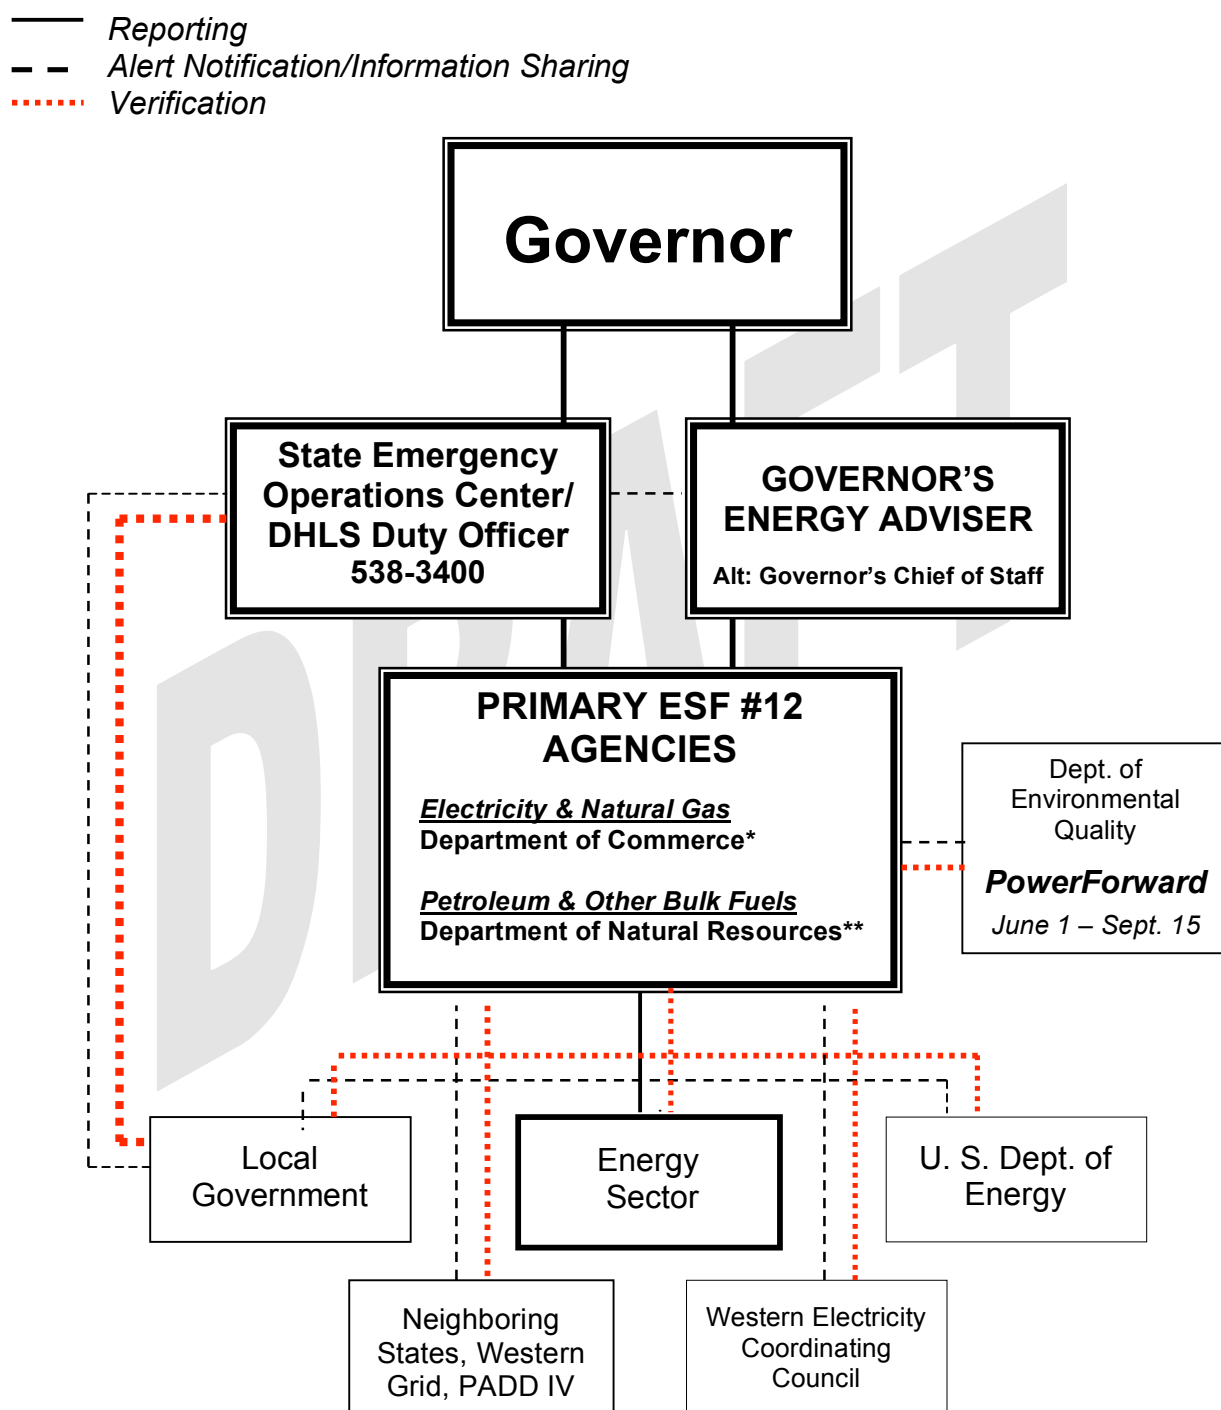 Reporting
Alert Notification/Information Sharing
Verification
DRAFT
Governor
State Emergency
Operations Center/
DHLS Duty Officer
538-3400
GOVERNOR’S
ENERGY ADVISER
Alt: Governor’s Chief of Staff
PRIMARY ESF #12
AGENCIES
Electricity & Natural Gas
Department of Commerce*
Petroleum & Other Bulk Fuels
Department of Natural Resources**
Dept. of
Environmental
Quality
PowerForward
June 1 – Sept. 15
Local
Government
Energy
Sector
U. S. Dept. of
Energy
Neighboring
States, Western
Grid, PADD IV
Western Electricity
Coordinating
Council